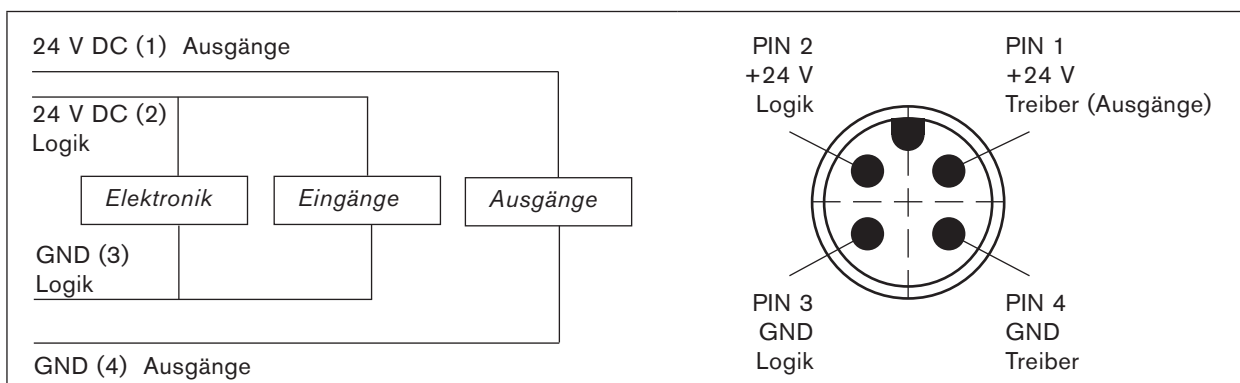 24 V DC (1) Ausgänge
24 V DC (2)
Logik
Elektronik
Eingänge
Ausgänge
GND (3)
Logik
GND (4) Ausgänge
PIN 2
+24 V
Logik
PIN 1
+24 V
Treiber (Ausgänge)
PIN 3
GND
Logik
PIN 4
GND
Treiber